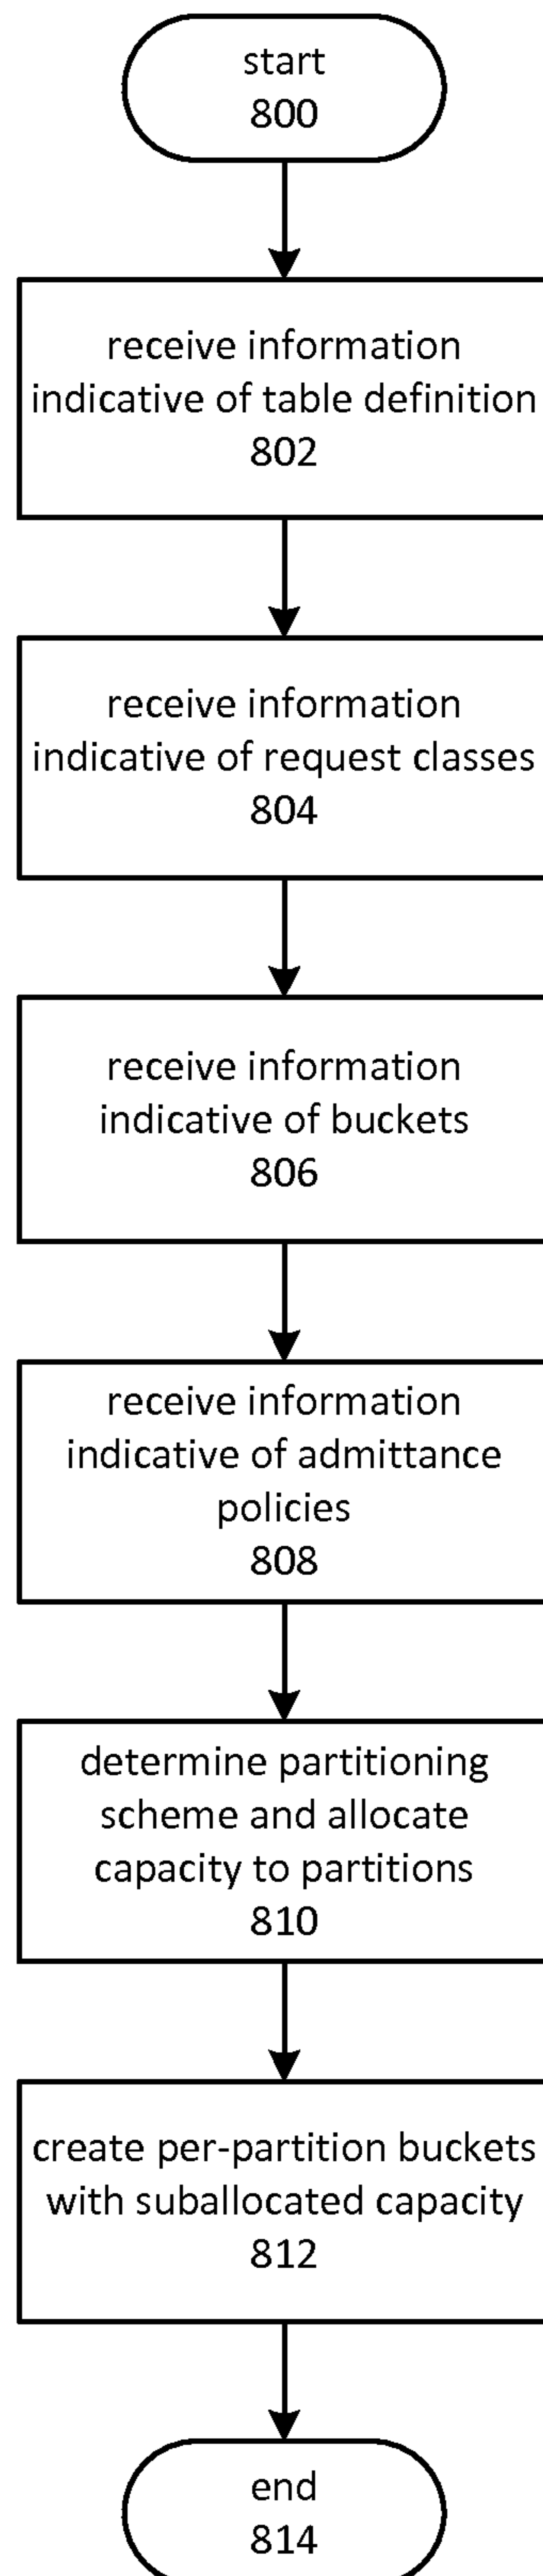 start
800
receive information
indicative of table definition
802
receive information
indicative of request classes
804
receive information
indicative of buckets
806
receive information
indicative of admittance
policies
808
determine partitioning
scheme and allocate
capacity to partitions
810
create per-partition buckets
with suballocated capacity
812
end
814